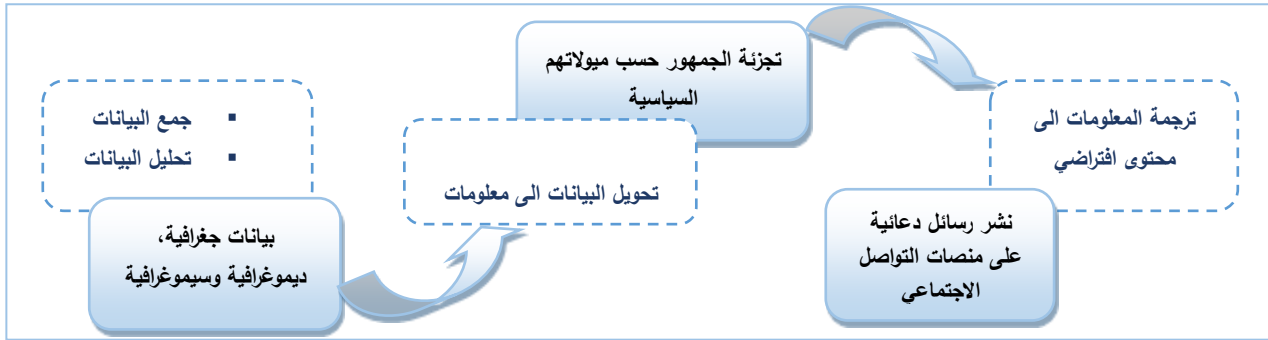 ▪ جمع البيانات
▪ تحليل البيانات
بيانات جغرافية،
ديموغرافية وسيموغرافية
تحويل البيانات الى معلومات
تجزئة الجمهور حسب ميولاتهم
السياسية
ترجمة المعلومات الى
محتوى افتراضي
نشر رسائل دعائية
على منصات التواصل
الاجتماعي